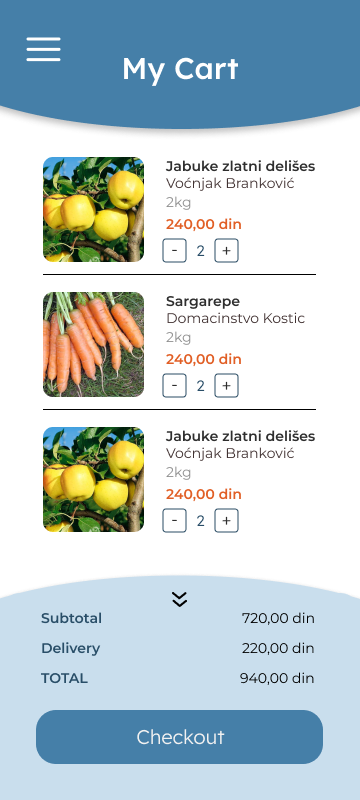 My Cart
Jabuke zlatni delišes
Voćnjak Branković
2kg
240,00 din
- 2 +
Sargarepe
Domacinstvo Kostic
2kg
240,00 din
- 2 +
Jabuke zlatni delišes
Voćnjak Branković
2kg
240,00 din
- 2 +
Subtotal 720,00 din
Delivery 220,00 din
TOTAL 940,00 din
Checkout